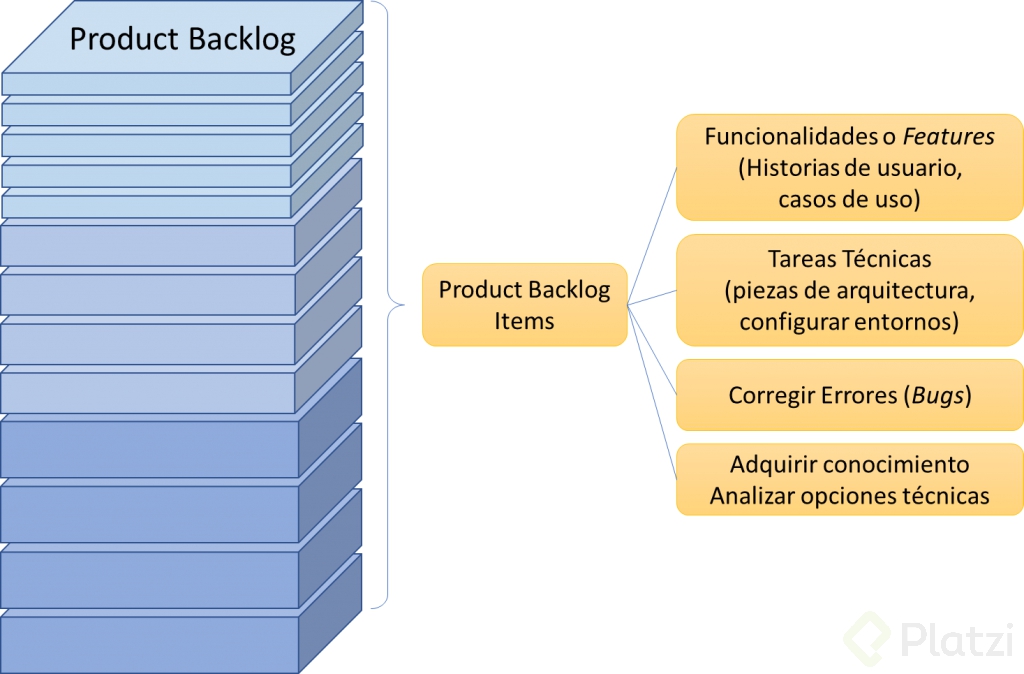 Product Backlog
Product Backlog
Items
Funcionalidades o Features
(Historias de usuario,
casos de uso)
Tareas Técnicas
(piezas de arquitectura,
configurar entornos)
Corregir Errores (Bugs)
Adquirir conocimiento
Analizar opciones técnicas
Platzi